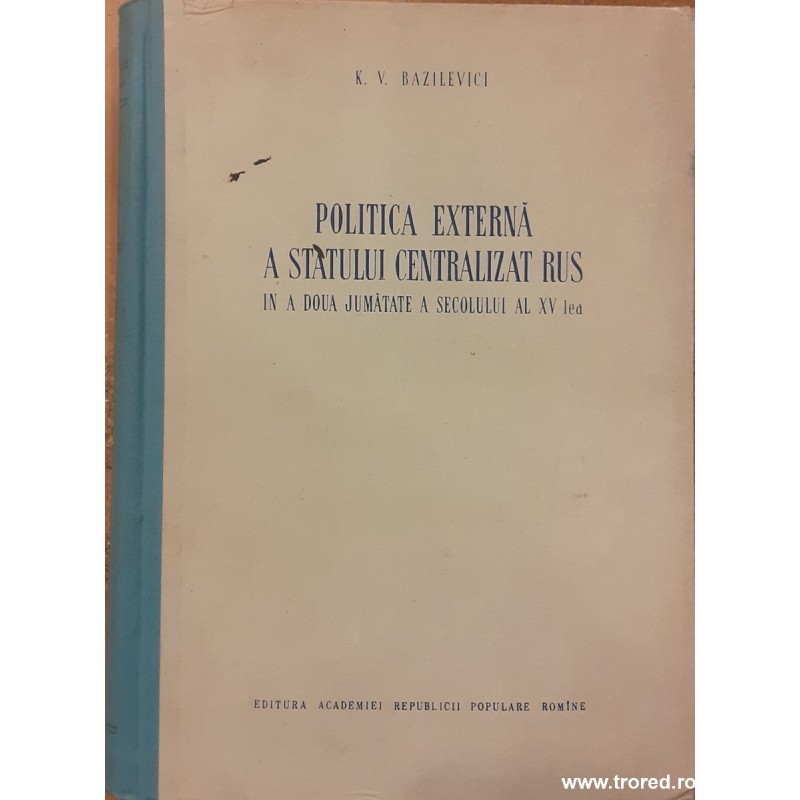 K. V. BAZILEVICI
POLITICA EXTERNĂ
A STATULUI CENTRALIZAT RUS
IN A DOUA JUMĂTATE A SECOLULUI AL XV lea
EDITURA ACADEMIEI REPUBLICII POPULARE ROMÎNE
www.trored.ro